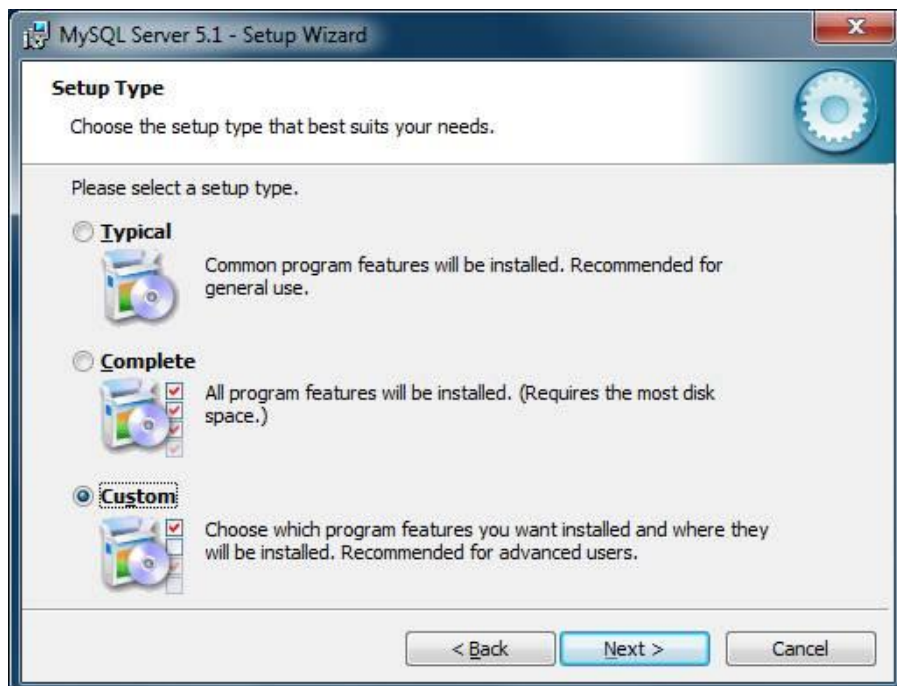 MySQL Server 5.1 - Setup Wizard
Setup Type
Choose the setup type that best suits your needs.
Please select a setup type.
Typical
Common program features will be installed. Recommended for
general use.
Complete
All program features will be installed. (Requires the most disk
space.)
Custom
Choose which program features you want installed and where they
will be installed. Recommended for advanced users.
< Back
Next >
Cancel